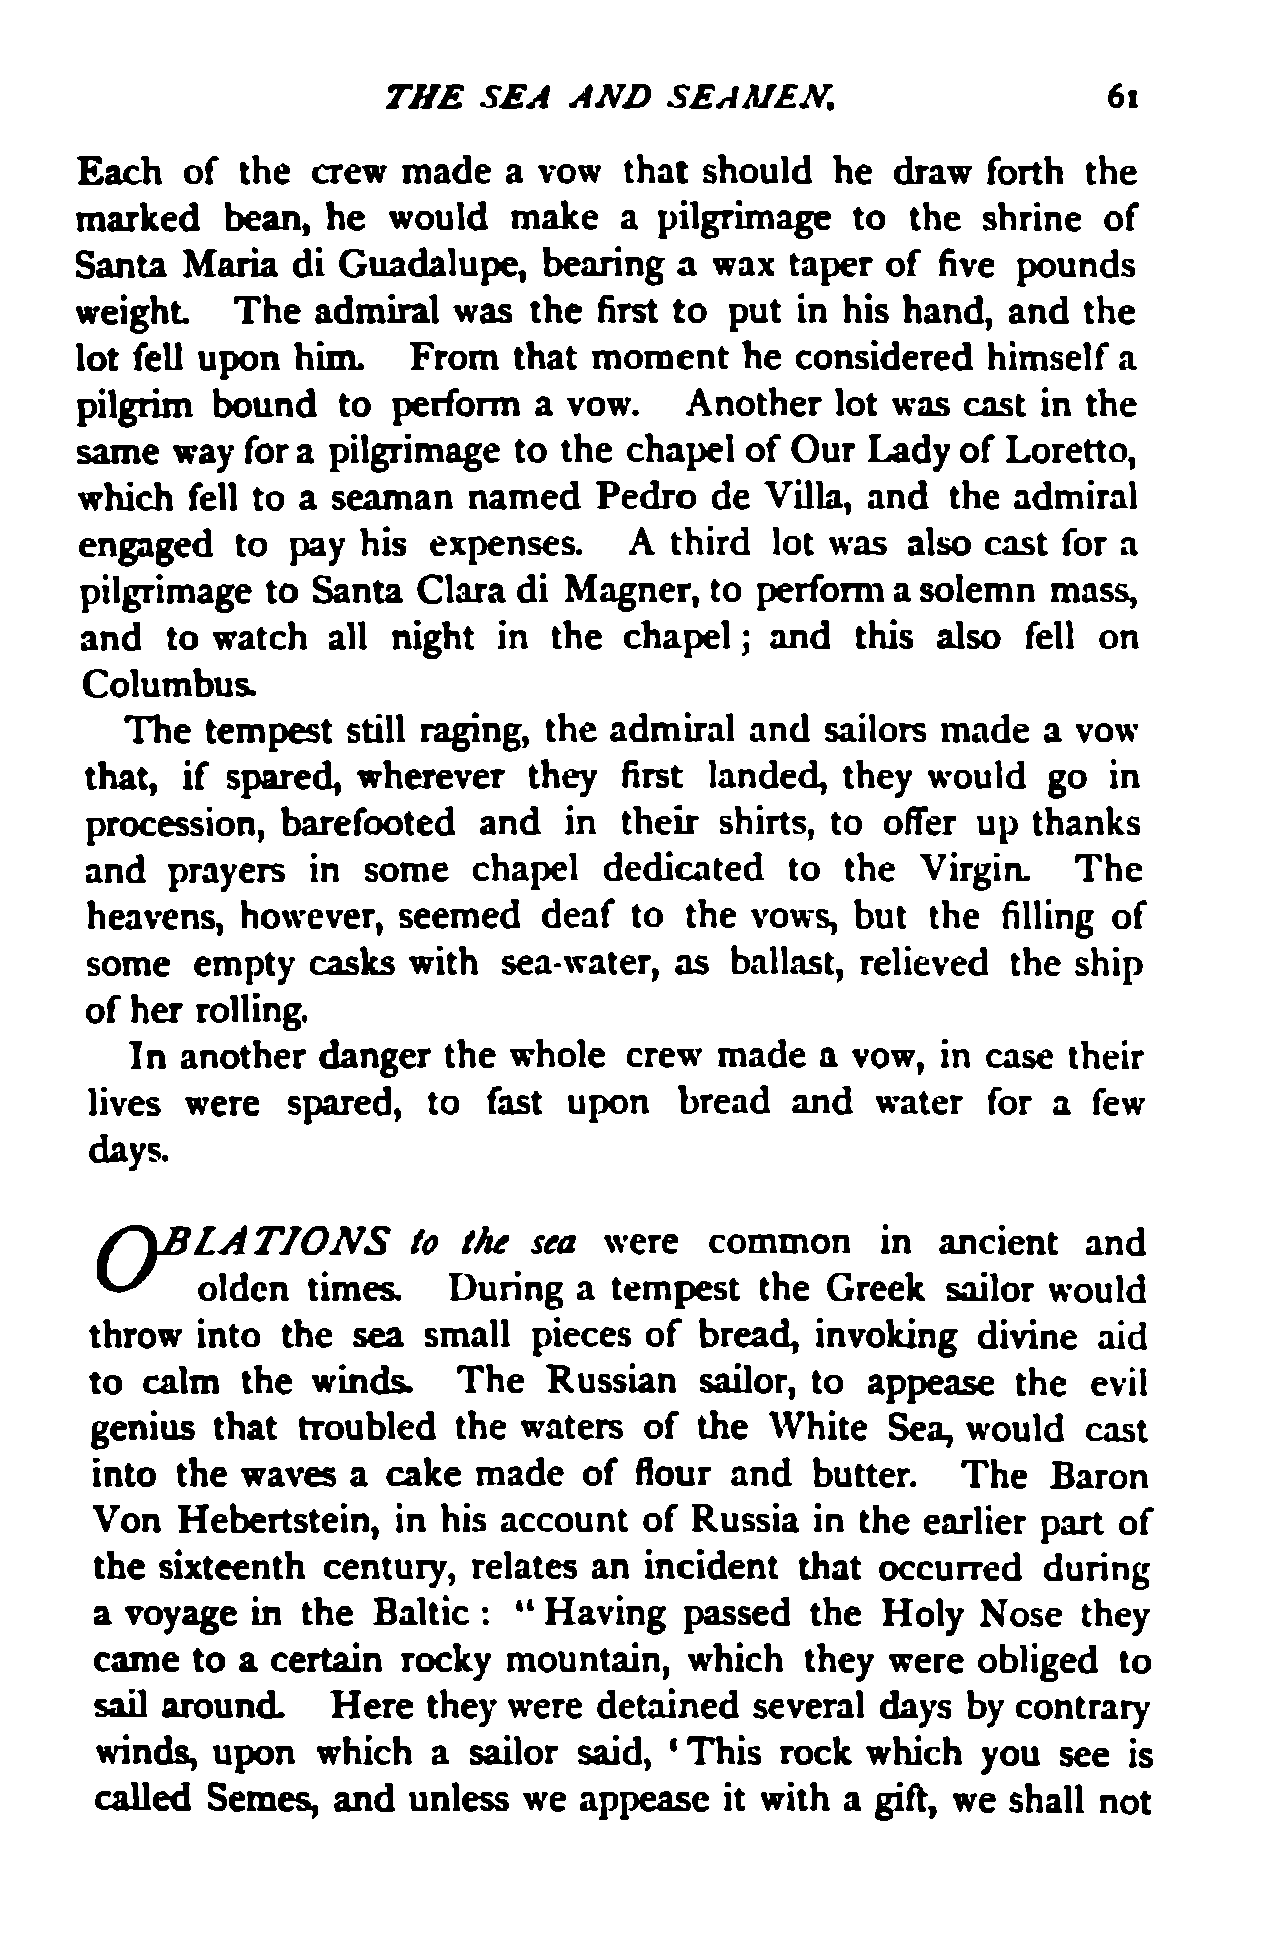 THE SEA AND SEAMEN. 61
Each of the crew made a vow that should he draw forth the
marked bean, he would make a pilgrimage to the shrine of
Santa Maria di Guadalupe, bearing a wax taper of five pounds
weight. The admiral was the first to put in his hand, and the
lot fell upon him. From that moment he considered himself a
pilgrim bound to perform a vow. Another lot was cast in the
same way for a pilgrimage to the chapel of Our Lady of Loretto,
which fell to a seaman named Pedro de Villa, and the admiral
engaged to pay his expenses. A third lot was also cast for a
pilgrimage to Santa Clara di Magner, to perform a solemn mass,
and to watch all night in the chapel ; and this also fell on
Columbus.
The tempest still raging, the admiral and sailors made a vow
that, if spared, wherever they first landed, they would go in
procession, barefooted and in their shirts, to offer up thanks
and prayers in some chapel dedicated to the Virgin. The
heavens, however, seemed deaf to the vows, but the filling of
some empty casks with sea-water, as ballast, relieved the ship
of her rolling.
In another danger the whole crew made a vow, in case their
lives were spared, to fast upon bread and water for a few
days.
OBLATIONS to the sea were common in ancient and
olden times. During a tempest the Greek sailor would
throw into the sea small pieces of bread, invoking divine aid
to calm the winds. The Russian sailor, to appease the evil
genius that troubled the waters of the White Sea, would cast
into the waves a cake made of flour and butter. The Baron
Von Hebertstein, in his account of Russia in the earlier part of
the sixteenth century, relates an incident that occurred during
a voyage in the Baltic : “ Having passed the Holy Nose they
came to a certain rocky mountain, which they were obliged to
sail around. Here they were detained several days by contrary
winds, upon which a sailor said, ‘ This rock which you see is
called Semes, and unless we appease it with a gift, we shall not